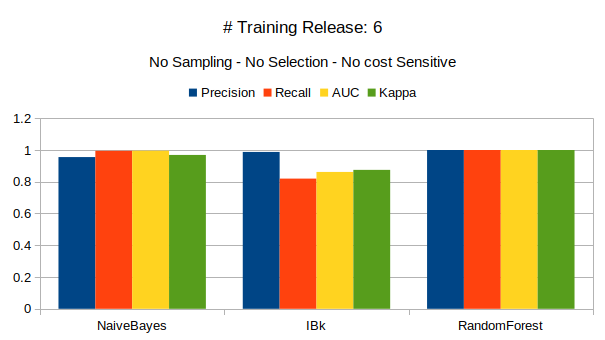 # Training Release: 6
No Sampling - No Selection - No cost Sensitive
Precision Recall AUC Kappa
1.2
1
0.8
0.6
0.4
0.2
0
NaiveBayes IBk RandomForest